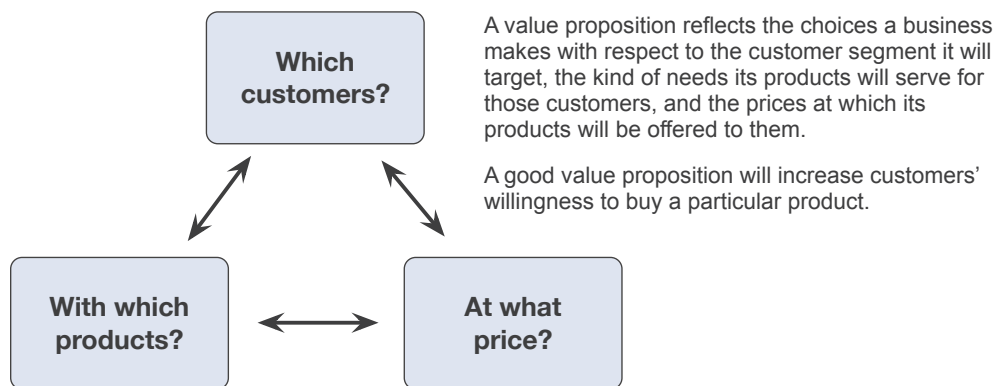 Which
customers?
A value proposition reflects the choices a business
makes with respect to the customer segment it will
target, the kind of needs its products will serve for
those customers, and the prices at which its
products will be offered to them.
A good value proposition will increase customers’
willingness to buy a particular product.
With which
products?
At what
price?